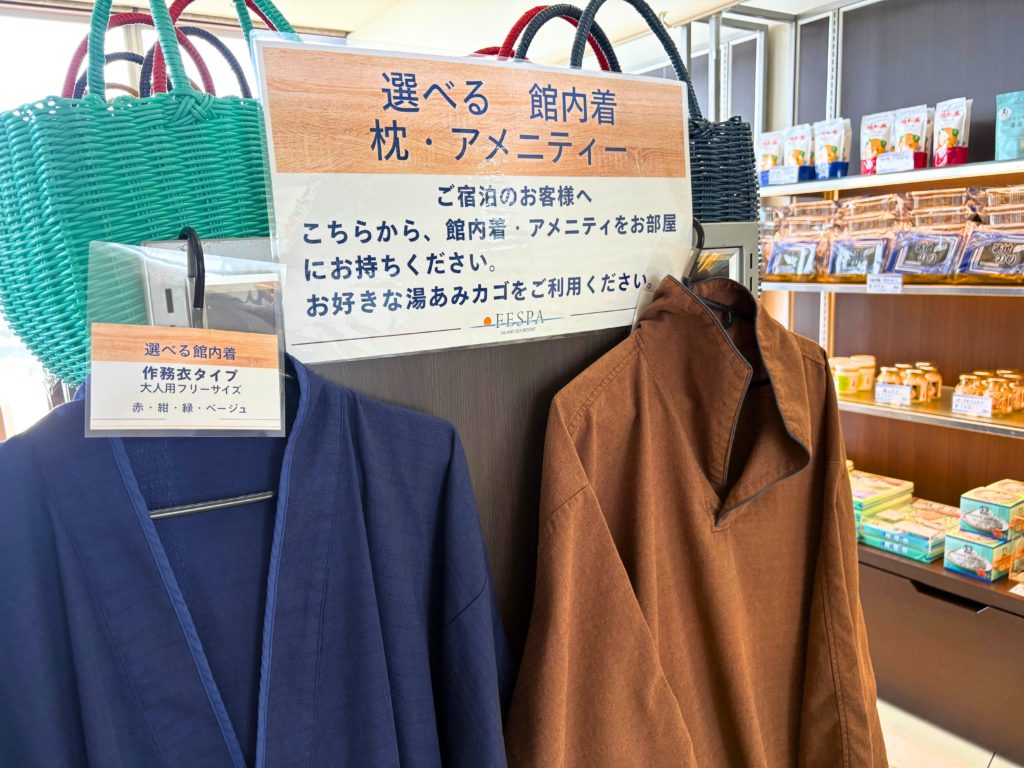 選べる　館内着
枕・アメニティー
ご宿泊のお客様へ
こちらから、館内着・アメニティをお部屋
にお持ちください。
お好きな湯あみカゴをご利用ください。
FESPA
ISLAND SEA RESORT
選べる館内着
作務衣タイプ
大人用フリーサイズ
赤・紺・緑・ベージュ